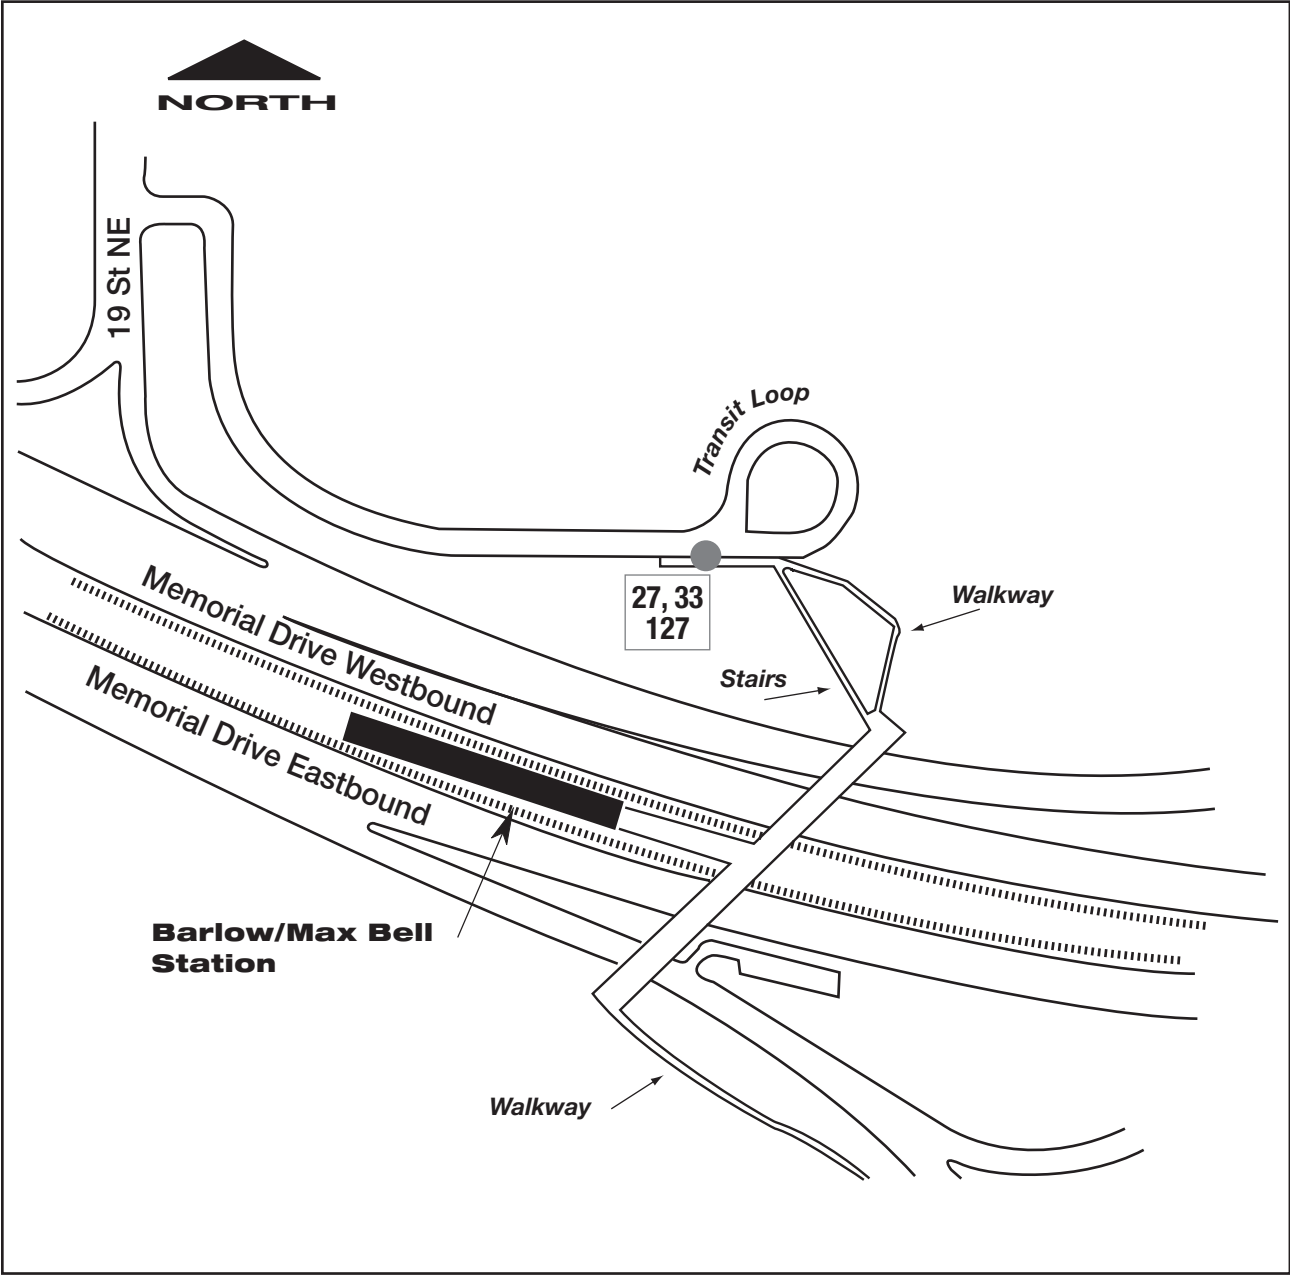 NORTH
19 St NE
Transit Loop
27, 33
127
Walkway
Stairs
Memorial Drive Westbound
Memorial Drive Eastbound
Barlow/Max Bell
Station
Walkway